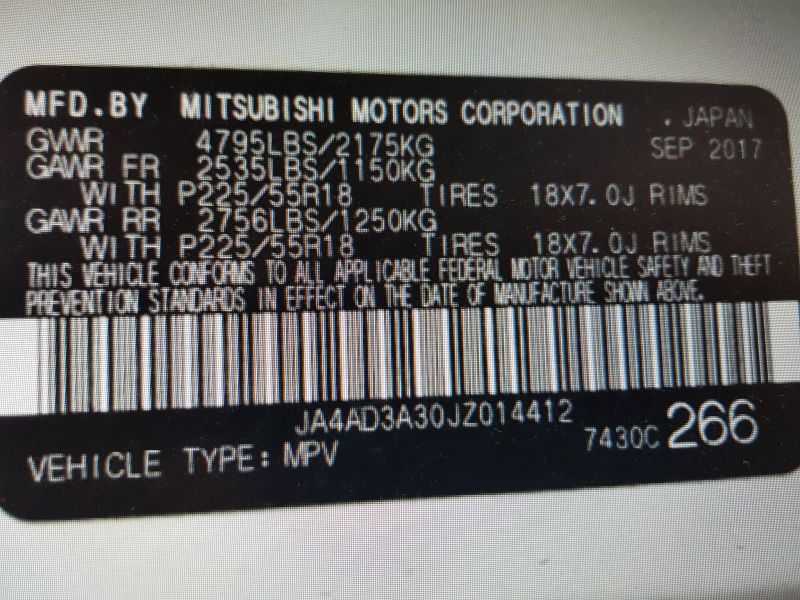 MFD.BY MITSUBISHI MOTORS CORPORATION . JAPAN
GVWR 4795LBS/2175KG SEP 2017
GAWR FR 2535LBS/1150KG
WITH P225/55R18 TIRES 18X7.0J RIMS
GAWR RR 2756LBS/1250KG
WITH P225/55R18 TIRES 18X7.0J RIMS
THIS VEHICLE CONFORMS TO ALL APPLICABLE FEDERAL MOTOR VEHICLE SAFETY AND THEFT
PREVENTION STANDARDS IN EFFECT ON THE DATE OF MANUFACTURE SHOWN ABOVE.
JA4AD3A30JZ014412
7430C 266
VEHICLE TYPE: MPV